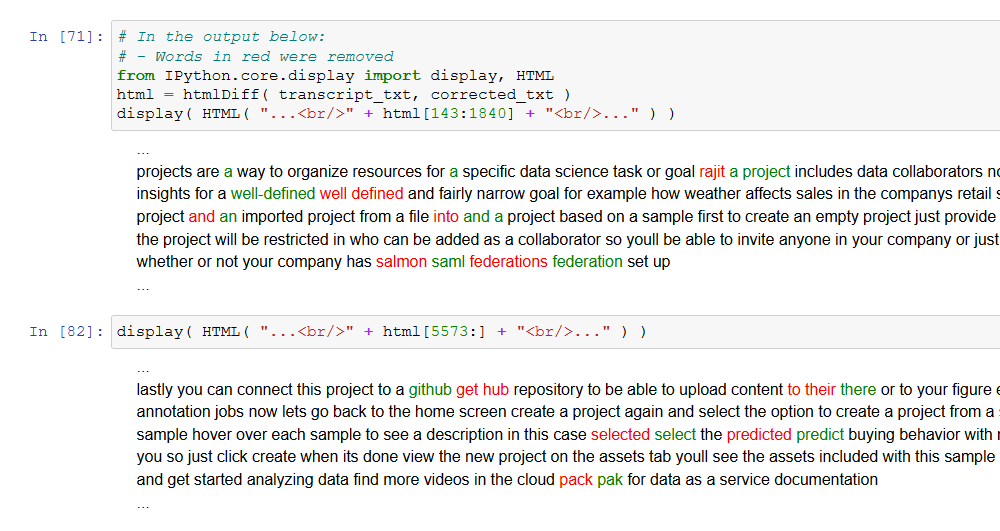 In [71]: # In the output below:
# - Words in red were removed
from IPython.core.display import display, HTML
html = htmlDiff( transcript_txt, corrected_txt )
display( HTML( "...<br/>" + html[143:1840] + "<br/>..." ) )
...
projects are a way to organize resources for a specific data science task or goal rajit a project includes data collaborators
insights for a well-defined well defined and fairly narrow goal for example how weather affects sales in the companys retail
project and an imported project from a file into and a project based on a sample first to create an empty project just provide
the project will be restricted in who can be added as a collaborator so youll be able to invite anyone in your company or just
whether or not your company has salmon saml federations federation set up
...
In [82]: display( HTML( "...<br/>" + html[5573:] + "<br/>..." ) )
...
lastly you can connect this project to a github get hub repository to be able to upload content to their there or to your figure
annotation jobs now lets go back to the home screen create a project again and select the option to create a project from a
sample hover over each sample to see a description in this case selected select the predicted predict buying behavior with
you so just click create when its done view the new project on the assets tab youll see the assets included with this sample
and get started analyzing data find more videos in the cloud pack pak for data as a service documentation
...